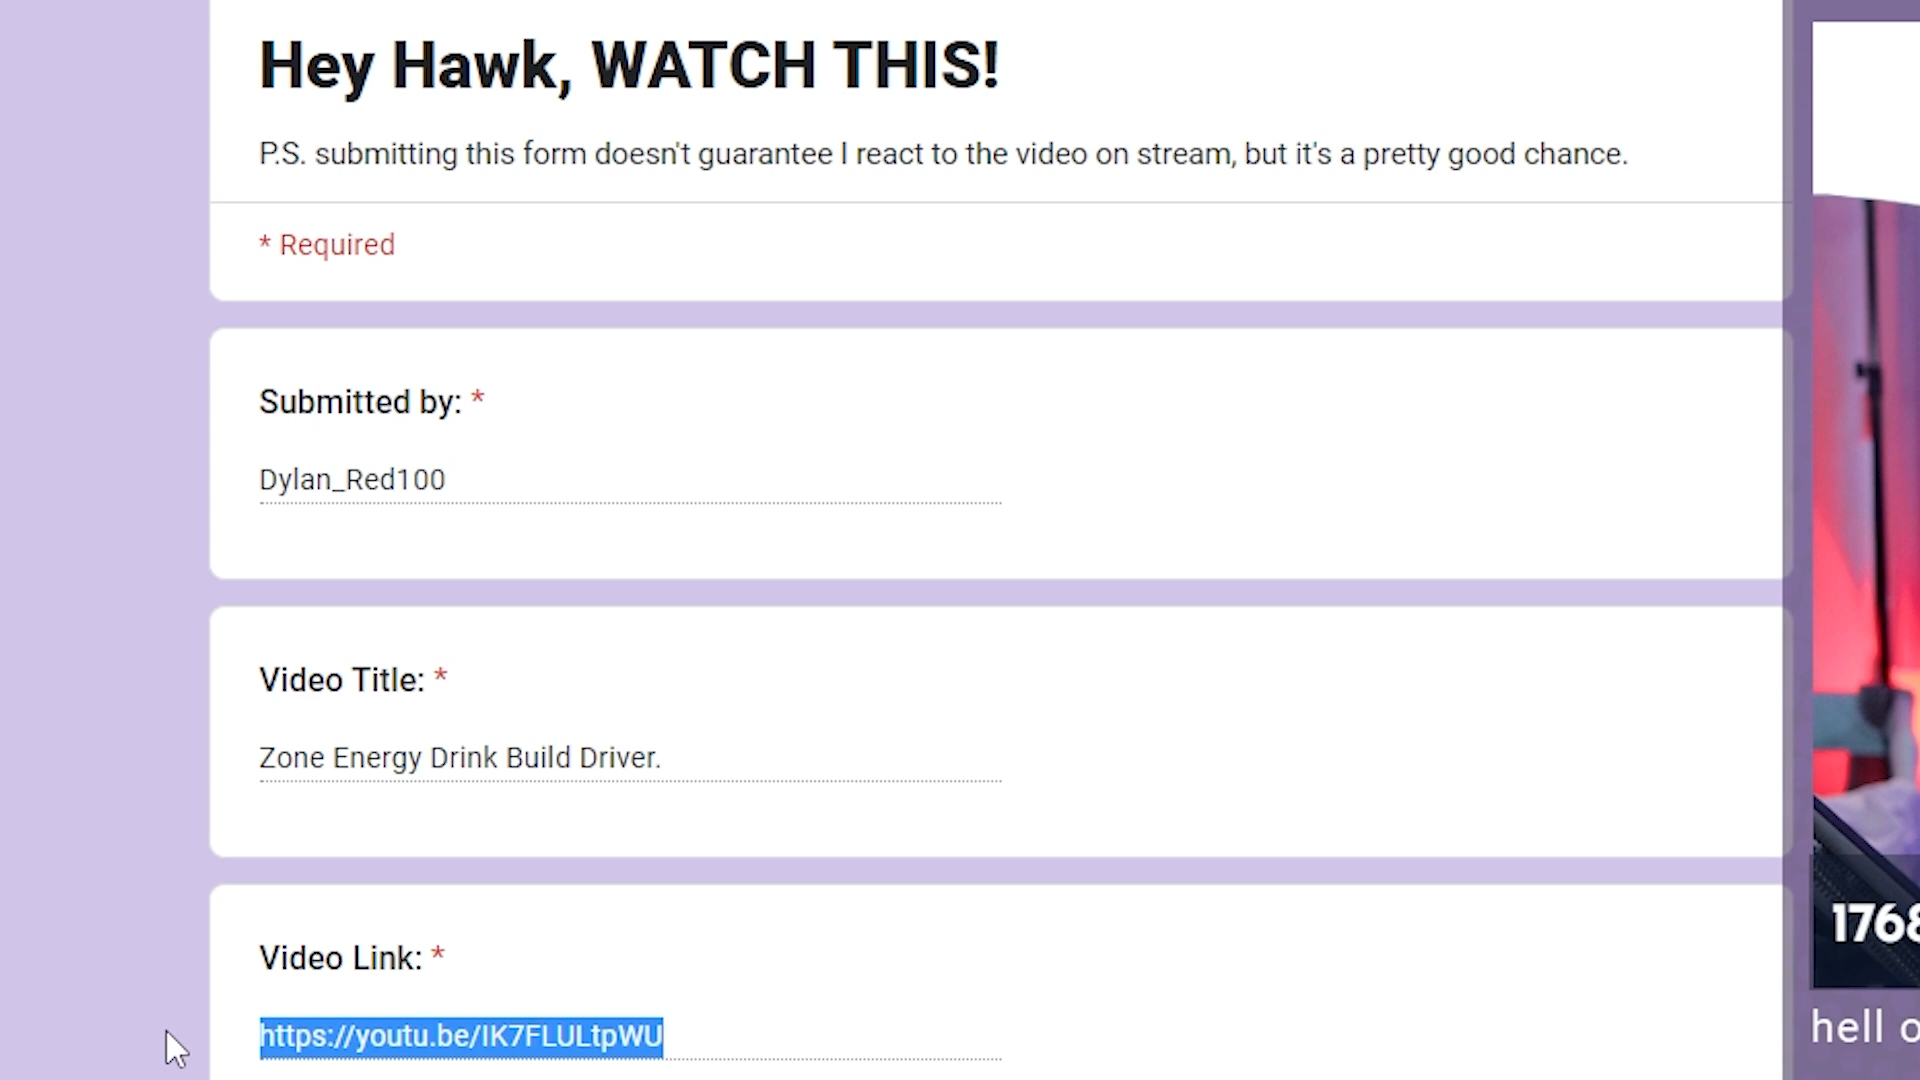 Hey Hawk, WATCH THIS!
P.S. submitting this form doesn't guarantee I react to the video on stream, but it's a pretty good chance.
* Required
Submitted by: *
Dylan_Red100
Video Title: *
Zone Energy Drink Build Driver.
Video Link: *
https://youtu.be/IK7FLULtpWU
1768
hell o